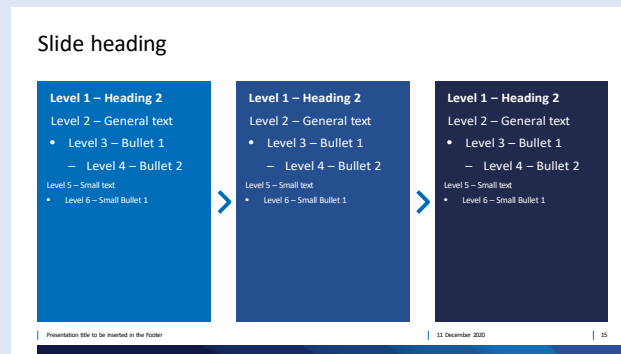 Slide heading
Level 1 – Heading 2
Level 2 – General text
• Level 3 – Bullet 1
– Level 4 – Bullet 2
Level 5 – Small text
• Level 6 – Small Bullet 1
Level 1 – Heading 2
Level 2 – General text
• Level 3 – Bullet 1
– Level 4 – Bullet 2
Level 5 – Small text
• Level 6 – Small Bullet 1
Level 1 – Heading 2
Level 2 – General text
• Level 3 – Bullet 1
– Level 4 – Bullet 2
Level 5 – Small text
• Level 6 – Small Bullet 1
Presentation title to be inserted in the Footer
11 December 2020
15